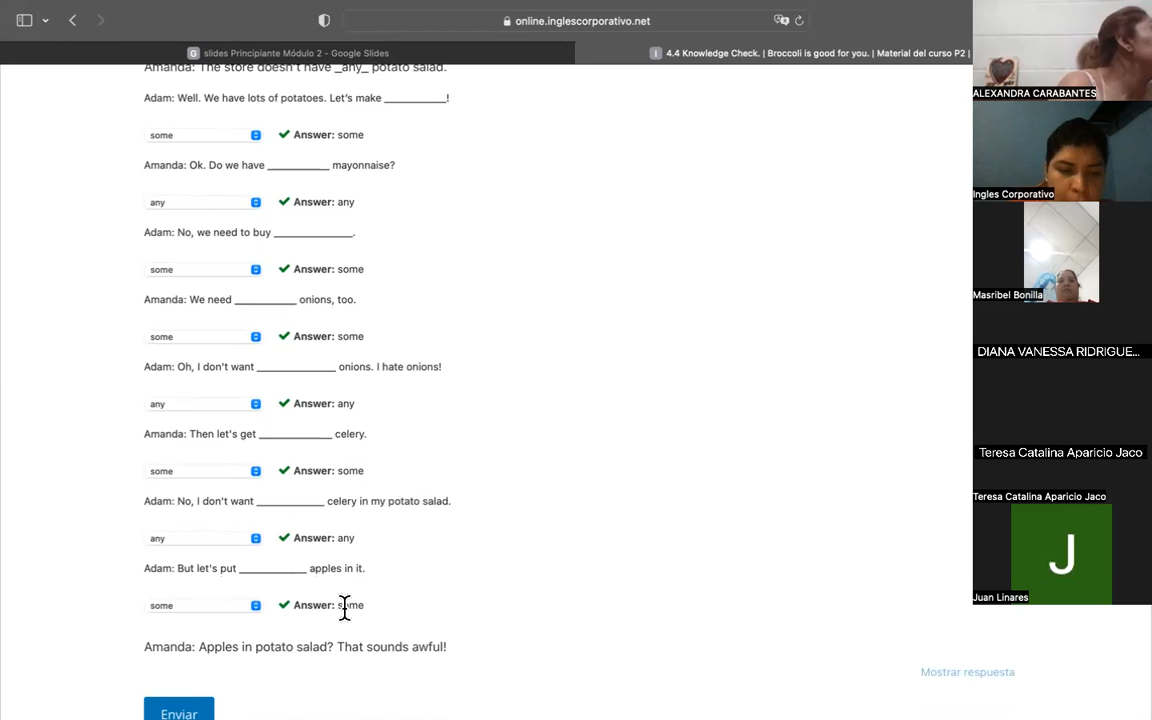 online.inglescorporativo.net
slides Principiante Módulo 2 - Google Slides
4.4 Knowledge Check. | Broccoli is good for you. | Material del curso P2 |
Amanda: The store doesn't have _any_ potato salad.
Adam: Well. We have lots of potatoes. Let's make ___________!
some
Answer: some
Amanda: Ok. Do we have ___________ mayonnaise?
any
Answer: any
Adam: No, we need to buy ______________.
some
Answer: some
Amanda: We need ___________ onions, too.
some
Answer: some
Adam: Oh, I don't want ______________ onions. I hate onions!
any
Answer: any
Amanda: Then let's get _____________ celery.
some
Answer: some
Adam: No, I don't want ____________ celery in my potato salad.
any
Answer: any
Adam: But let's put ____________ apples in it.
some
Answer: some
Amanda: Apples in potato salad? That sounds awful!
Mostrar respuesta
Enviar
ALEXANDRA CARABANTES
Ingles Corporativo
Masribel Bonilla
DIANA VANESSA RIDRIGUE...
Teresa Catalina Aparicio Jaco
Teresa Catalina Aparicio Jaco
J
Juan Linares